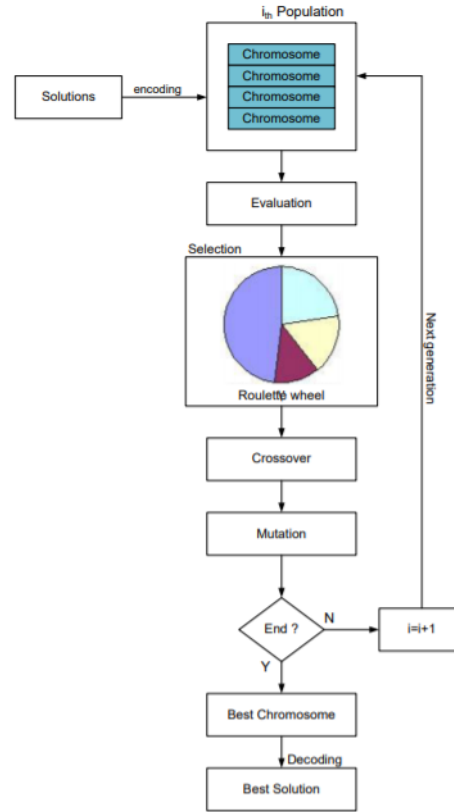 i_th Population
Chromosome
Chromosome
Chromosome
Chromosome
Solutions
encoding
Evaluation
Selection
Roulette wheel
Next generation
Crossover
Mutation
End ?
N
i=i+1
Y
Best Chromosome
Decoding
Best Solution